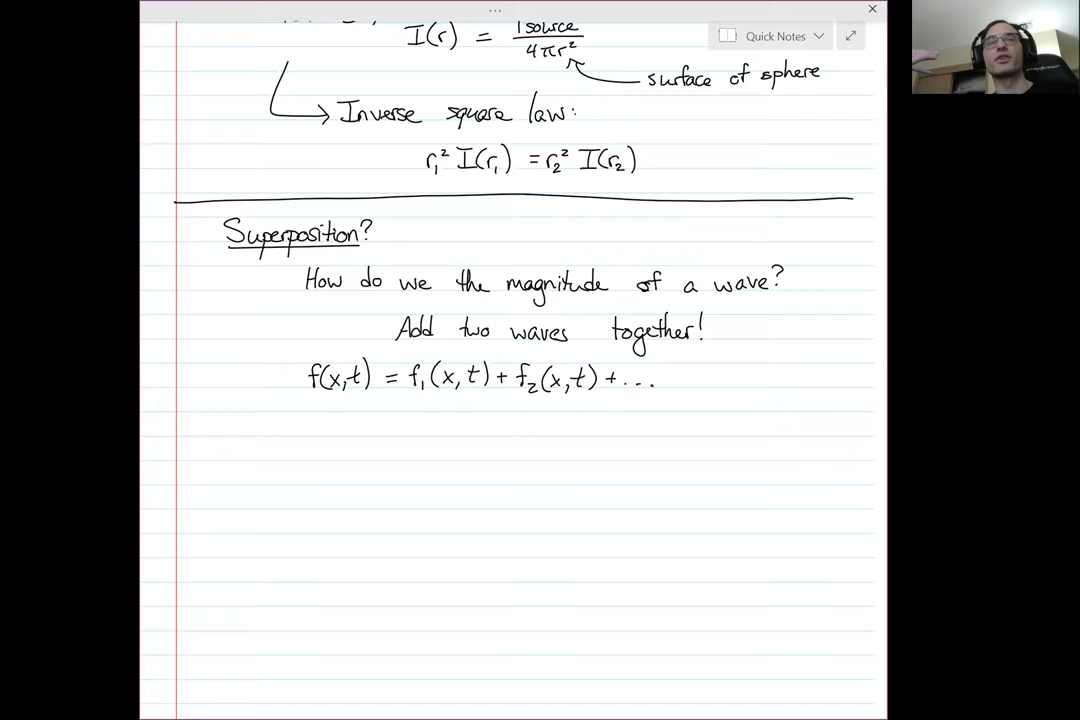 I(r) = Isource / 4πr²
Quick Notes
surface of sphere
Inverse square law:
r₁² I(r₁) = r₂² I(r₂)
Superposition?
How do we the magnitude of a wave?
Add two waves together!
f(x,t) = f₁(x,t) + f₂(x,t) + ...